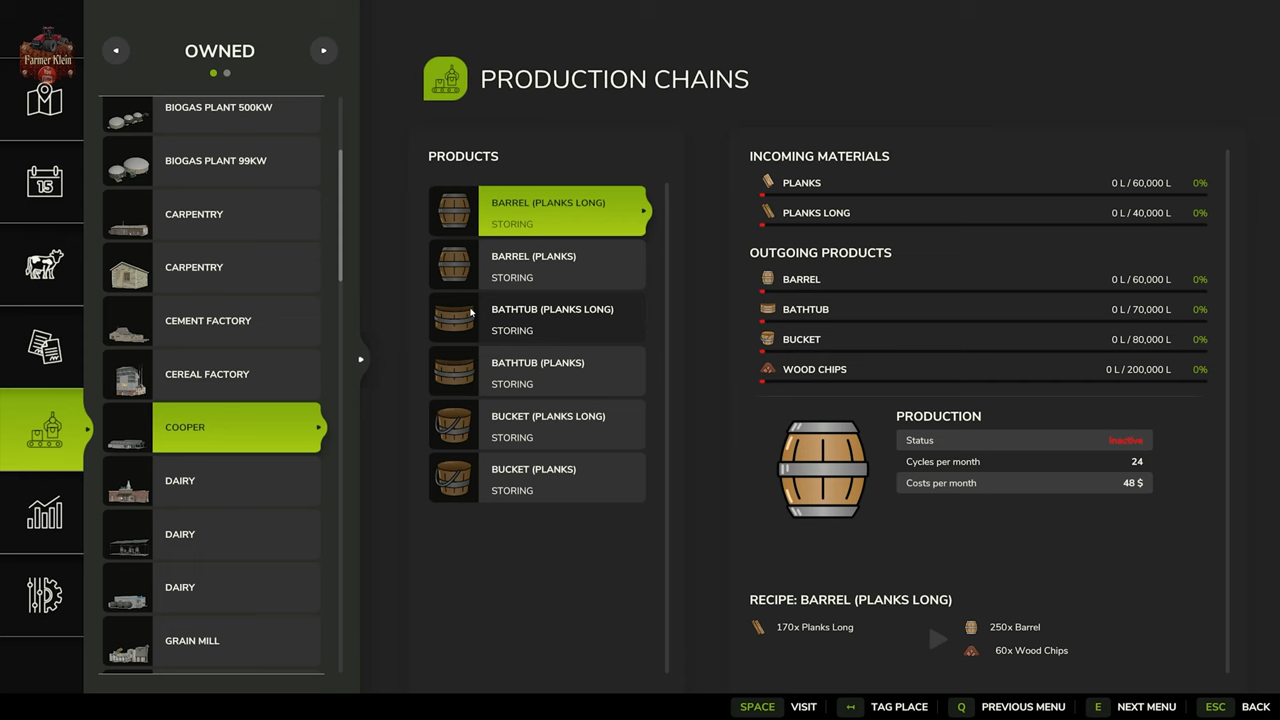 Farmer Klein
15
OWNED
BIOGAS PLANT 500KW
BIOGAS PLANT 99KW
CARPENTRY
CARPENTRY
CEMENT FACTORY
CEREAL FACTORY
COOPER
DAIRY
DAIRY
DAIRY
GRAIN MILL
PRODUCTION CHAINS
PRODUCTS
BARREL (PLANKS LONG)
STORING
BARREL (PLANKS)
STORING
BATHTUB (PLANKS LONG)
STORING
BATHTUB (PLANKS)
STORING
BUCKET (PLANKS LONG)
STORING
BUCKET (PLANKS)
STORING
INCOMING MATERIALS
PLANKS 0 L / 60,000 L 0%
PLANKS LONG 0 L / 40,000 L 0%
OUTGOING PRODUCTS
BARREL 0 L / 60,000 L 0%
BATHTUB 0 L / 70,000 L 0%
BUCKET 0 L / 80,000 L 0%
WOOD CHIPS 0 L / 200,000 L 0%
PRODUCTION
Status Inactive
Cycles per month 24
Costs per month 48 $
RECIPE: BARREL (PLANKS LONG)
170x Planks Long 250x Barrel
60x Wood Chips
SPACE VISIT TAG PLACE Q PREVIOUS MENU E NEXT MENU ESC BACK